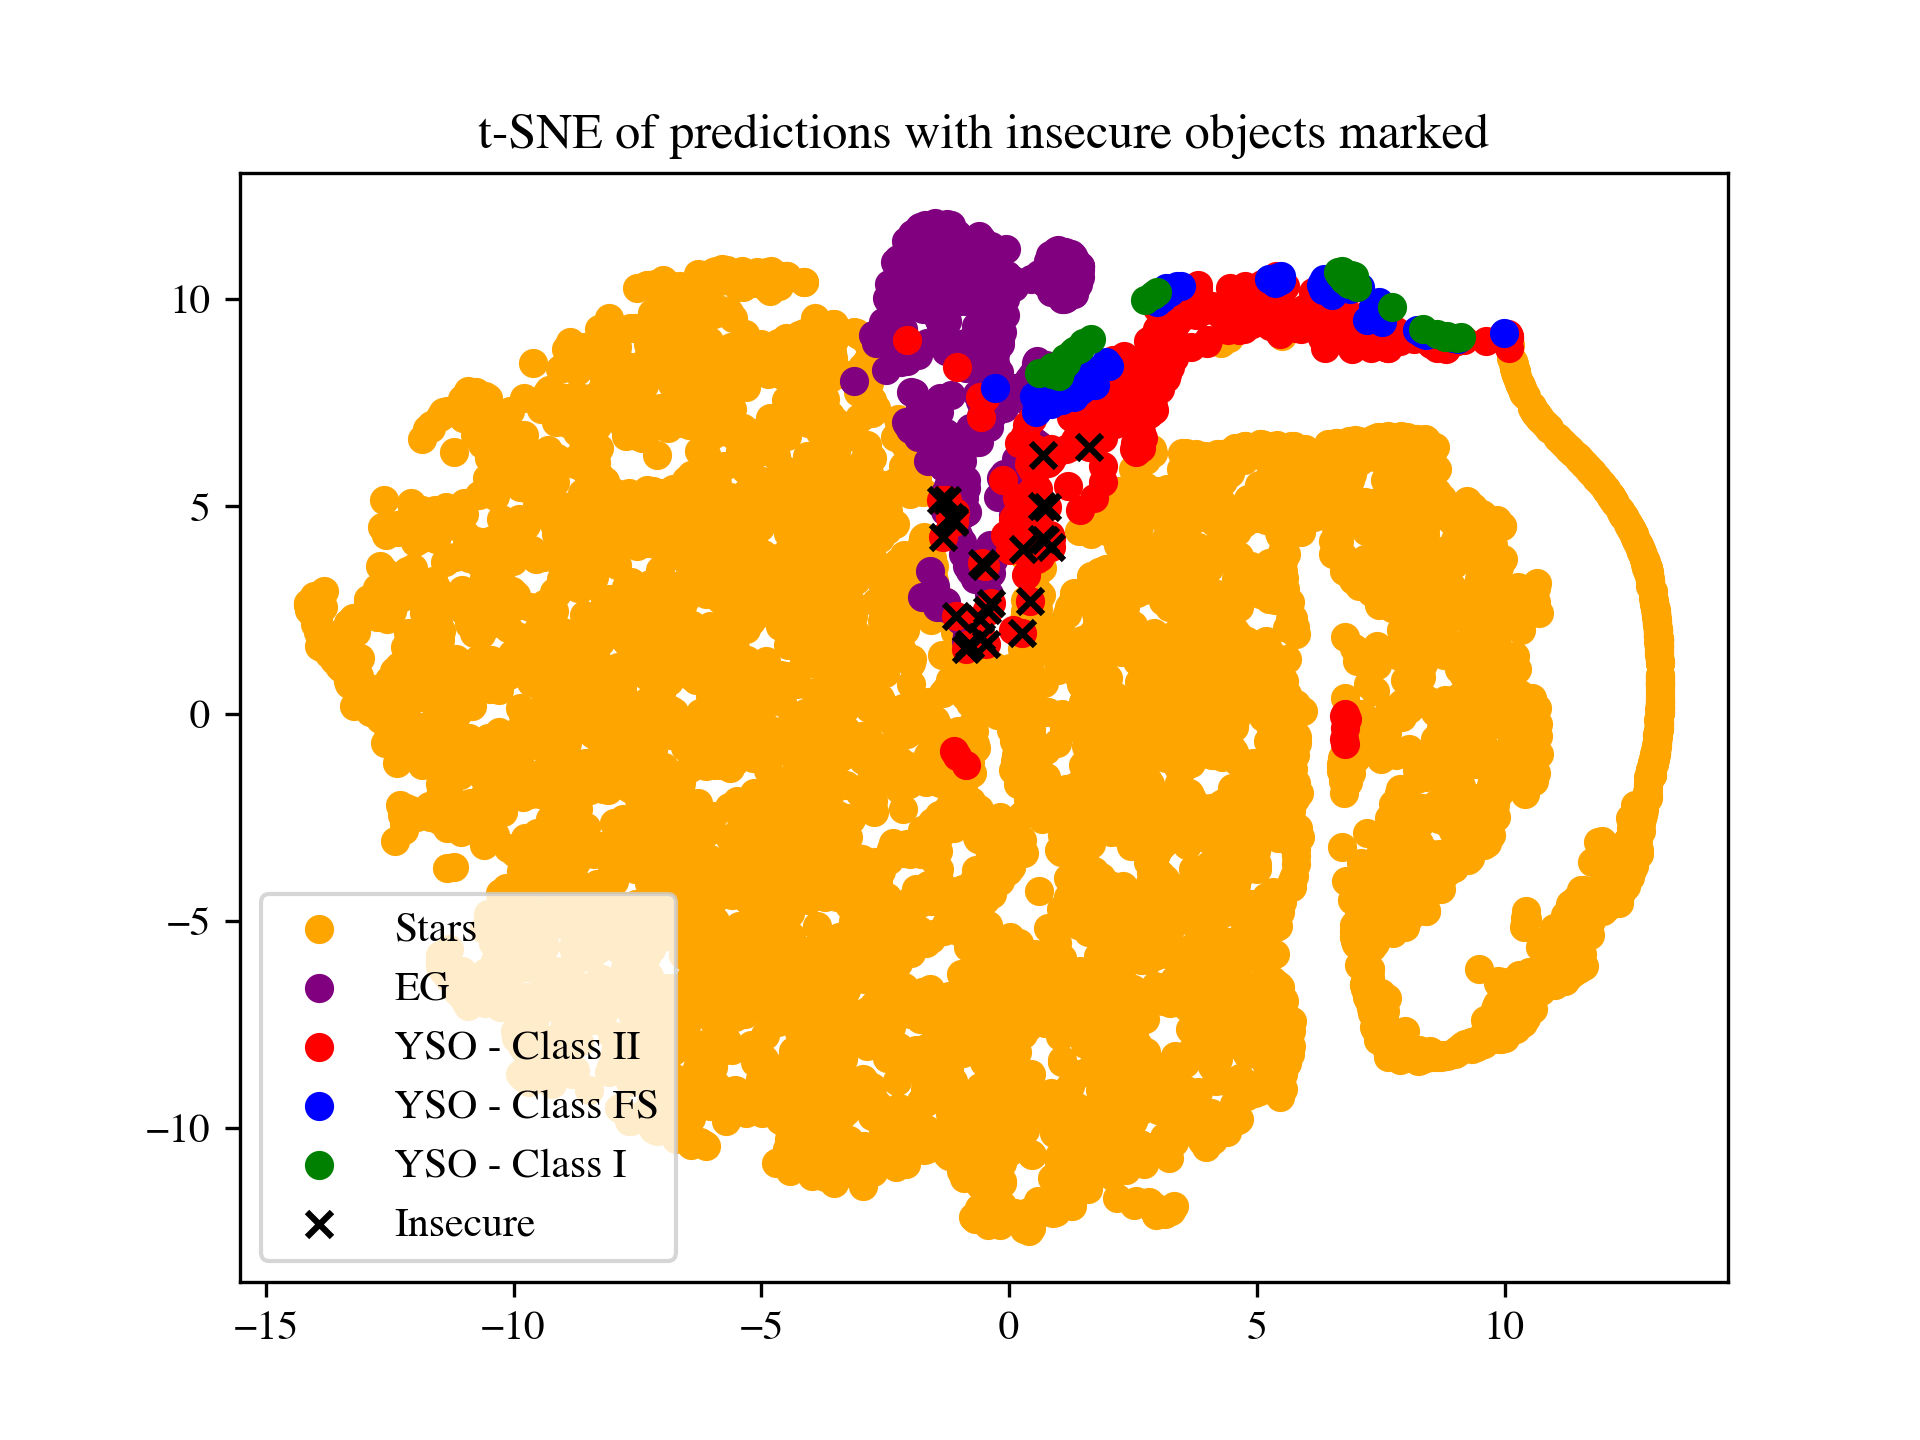 t-SNE of predictions with insecure objects marked
10
5
0
−5
−10
Stars
EG
YSO - Class II
YSO - Class FS
YSO - Class I
Insecure
−15 −10 −5 0 5 10